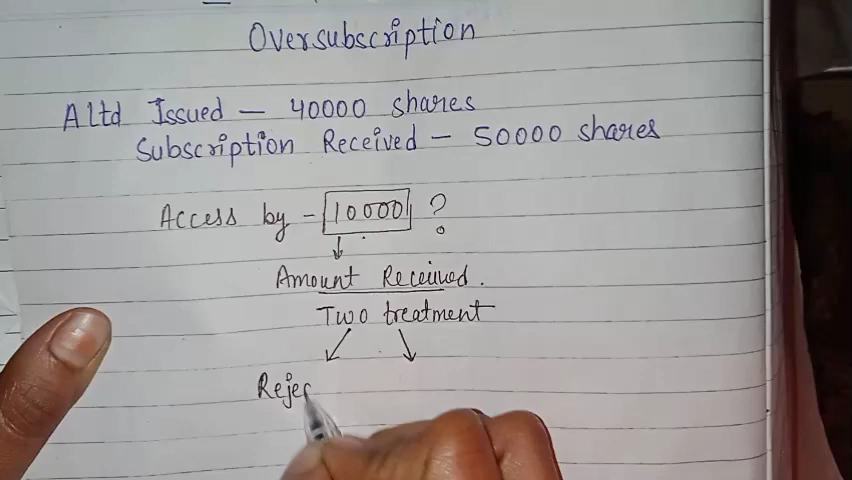 Oversubscription
A Ltd Issued — 40000 shares
Subscription Received — 50000 shares
Access by - 10000 ?
Amount Received.
Two treatment
Rejec